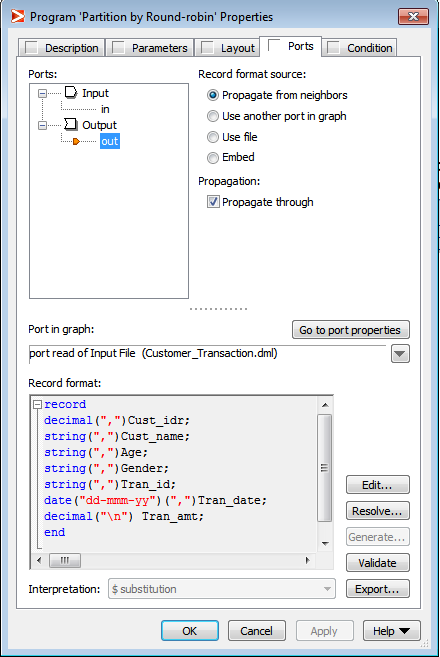 Program 'Partition by Round-robin' Properties
Description
Parameters
Layout
Ports
Condition
Ports:
Input
in
Output
out
Record format source:
Propagate from neighbors
Use another port in graph
Use file
Embed
Propagation:
Propagate through
Port in graph:
Go to port properties
port read of Input File (Customer_Transaction.dml)
Record format:
record
decimal(",")Cust_idr;
string(",")Cust_name;
string(",")Age;
string(",")Gender;
string(",")Tran_id;
date("dd-mmm-yy")(",")Tran_date;
decimal("\n") Tran_amt;
end
Edit...
Resolve...
Generate...
Validate
Export...
Interpretation:
$ substitution
OK
Cancel
Apply
Help